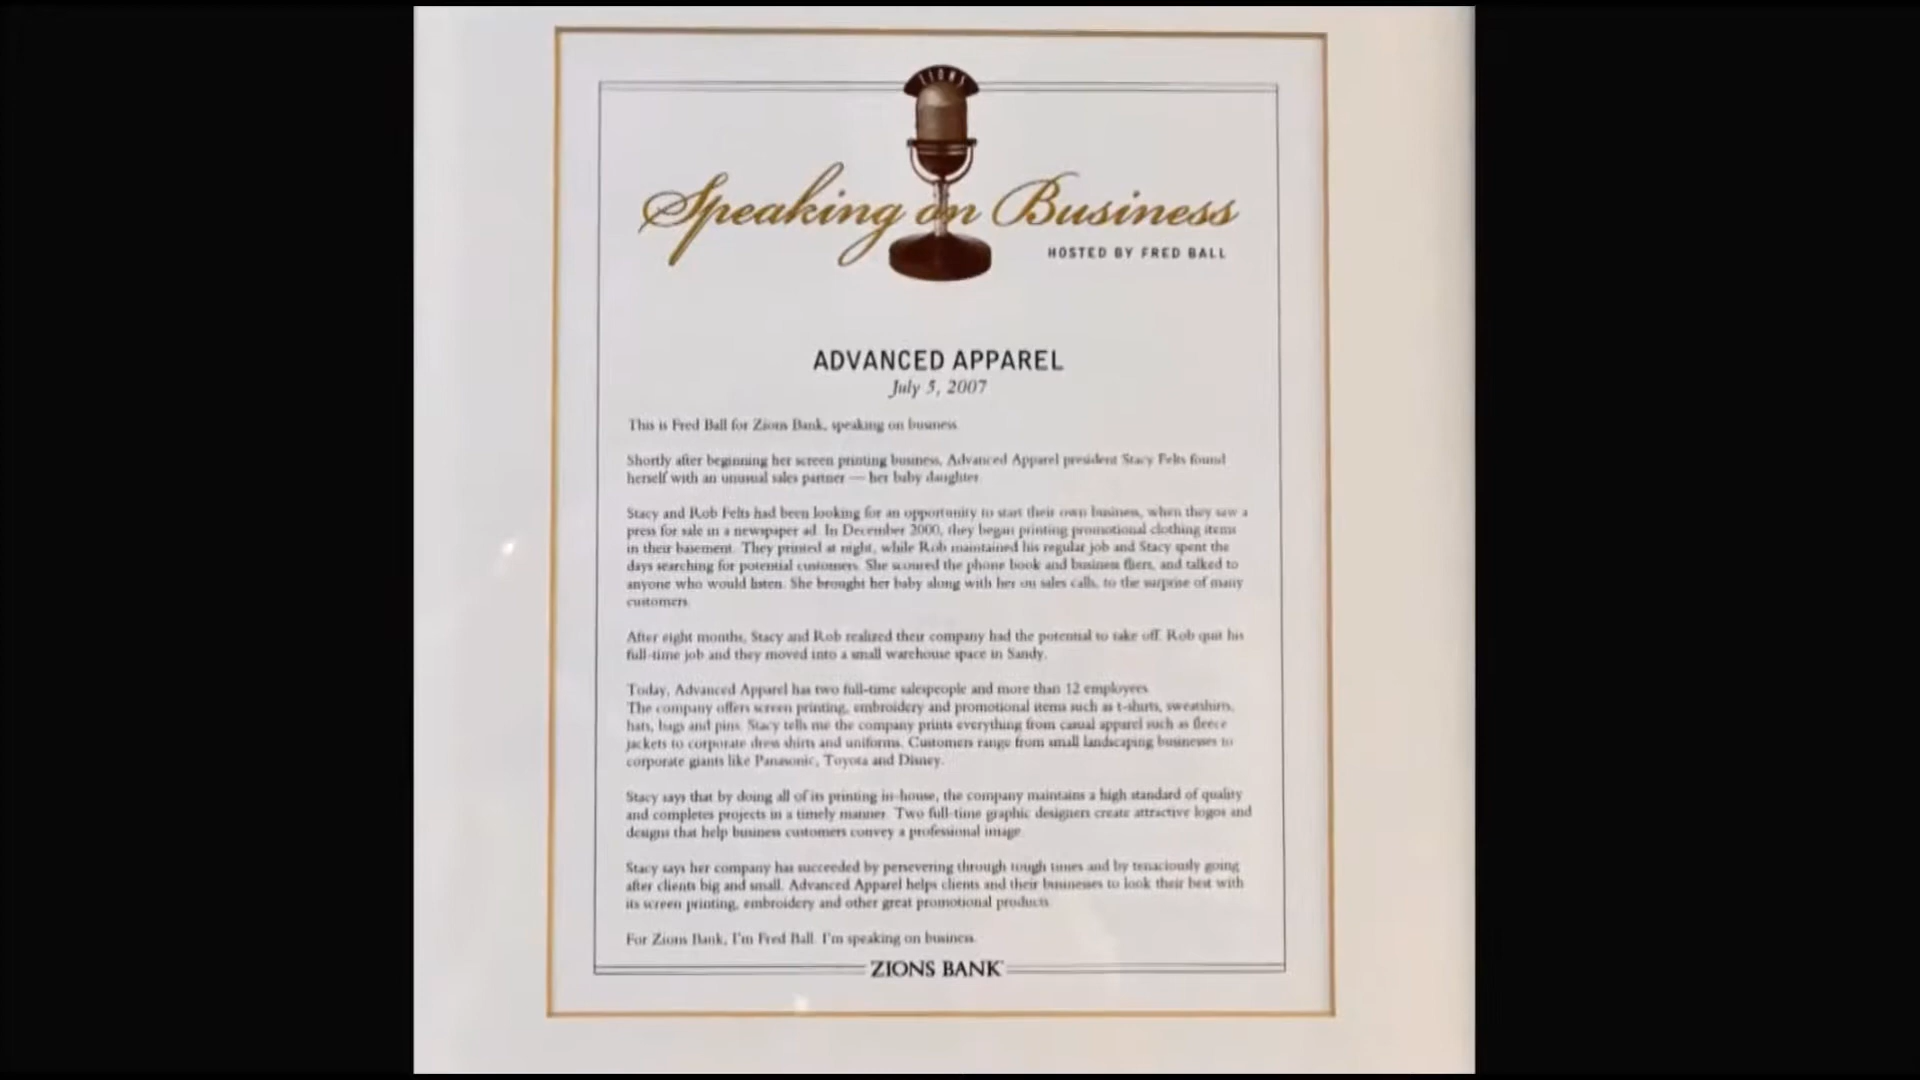 ZIONS
Speaking on Business
HOSTED BY FRED BALL
ADVANCED APPAREL
July 5, 2007
This is Fred Ball for Zions Bank, speaking on business.
Shortly after beginning her screen printing business, Advanced Apparel president Stacy Felts found
herself with an unusual sales partner — her baby daughter.
Stacy and Rob Felts had been looking for an opportunity to start their own business, when they saw a
press for sale in a newspaper ad. In December 2000, they began printing promotional clothing items
in their basement. They printed at night, while Rob maintained his regular job and Stacy spent the
days searching for potential customers. She scoured the phone book and business fliers, and talked to
anyone who would listen. She brought her baby along with her on sales calls, to the surprise of many
customers.
After eight months, Stacy and Rob realized their company had the potential to take off. Rob quit his
full-time job and they moved into a small warehouse space in Sandy.
Today, Advanced Apparel has two full-time salespeople and more than 12 employees.
The company offers screen printing, embroidery and promotional items such as t-shirts, sweatshirts,
hats, bags and pins. Stacy tells me the company prints everything from casual apparel such as fleece
jackets to corporate dress shirts and uniforms. Customers range from small landscaping businesses to
corporate giants like Panasonic, Toyota and Disney.
Stacy says that by doing all of its printing in-house, the company maintains a high standard of quality
and completes projects in a timely manner. Two full-time graphic designers create attractive logos and
designs that help business customers convey a professional image.
Stacy says her company has succeeded by persevering through tough times and by tenaciously going
after clients big and small. Advanced Apparel helps clients and their businesses to look their best with
its screen printing, embroidery and other great promotional products.
For Zions Bank, I'm Fred Ball. I'm speaking on business.
ZIONS BANK